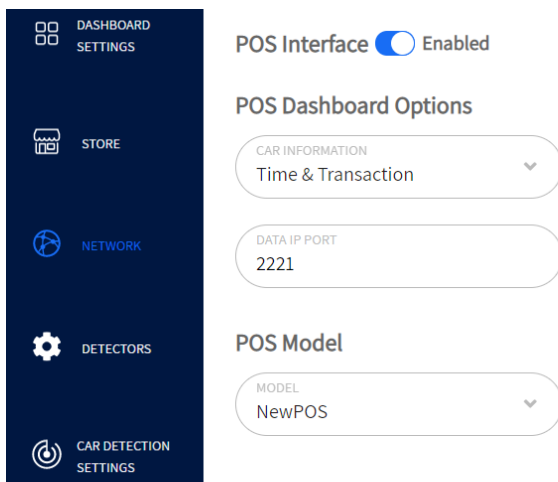 DASHBOARD
SETTINGS
STORE
NETWORK
DETECTORS
CAR DETECTION
SETTINGS
POS Interface Enabled
POS Dashboard Options
CAR INFORMATION
Time & Transaction
DATA IP PORT
2221
POS Model
MODEL
NewPOS